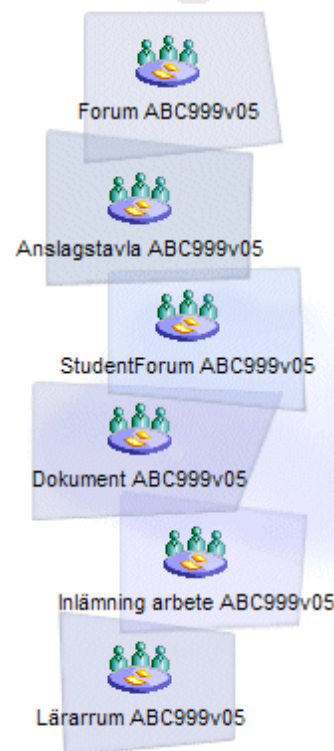 Forum ABC999v05
Anslagstavla ABC999v05
StudentForum ABC999v05
Dokument ABC999v05
Inlämning arbete ABC999v05
Lärarrum ABC999v05